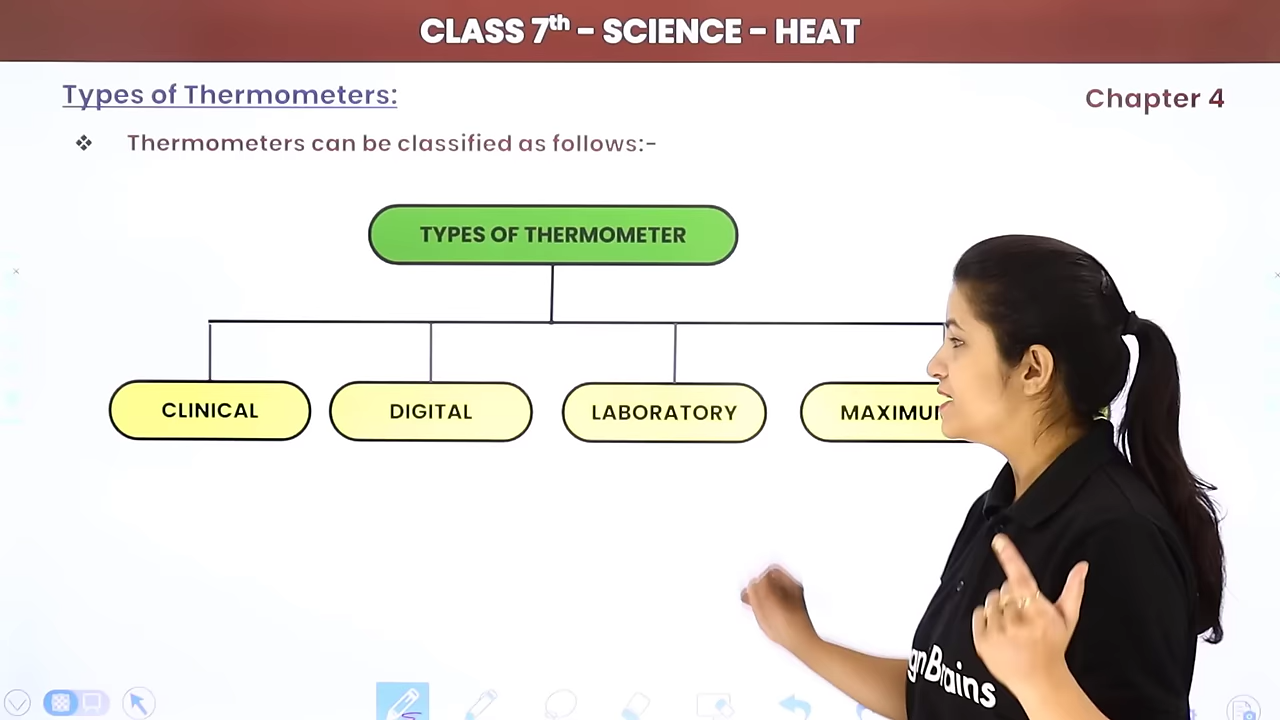 CLASS 7th - SCIENCE - HEAT
Types of Thermometers:
Chapter 4
❖ Thermometers can be classified as follows:-
TYPES OF THERMOMETER
CLINICAL
DIGITAL
LABORATORY